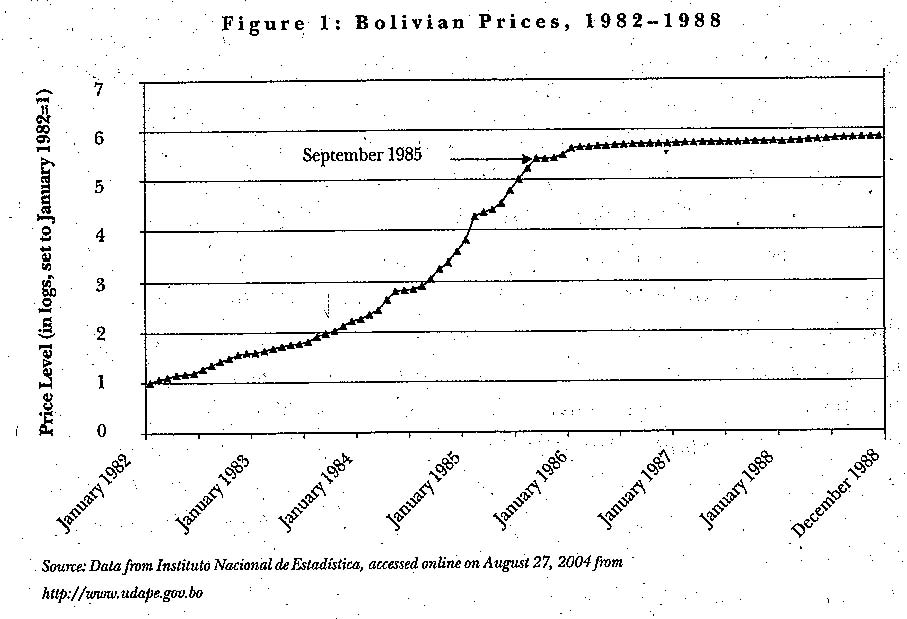 Figure 1: Bolivian Prices, 1982–1988
Price Level (in logs, set to January 1982=1)
7
6
5
4
3
2
1
0
September 1985
January 1982
January 1983
January 1984
January 1985
January 1986
January 1987
January 1988
December 1988
Source: Data from Instituto Nacional de Estadística, accessed online on August 27, 2004 from
http://www.udape.gov.bo